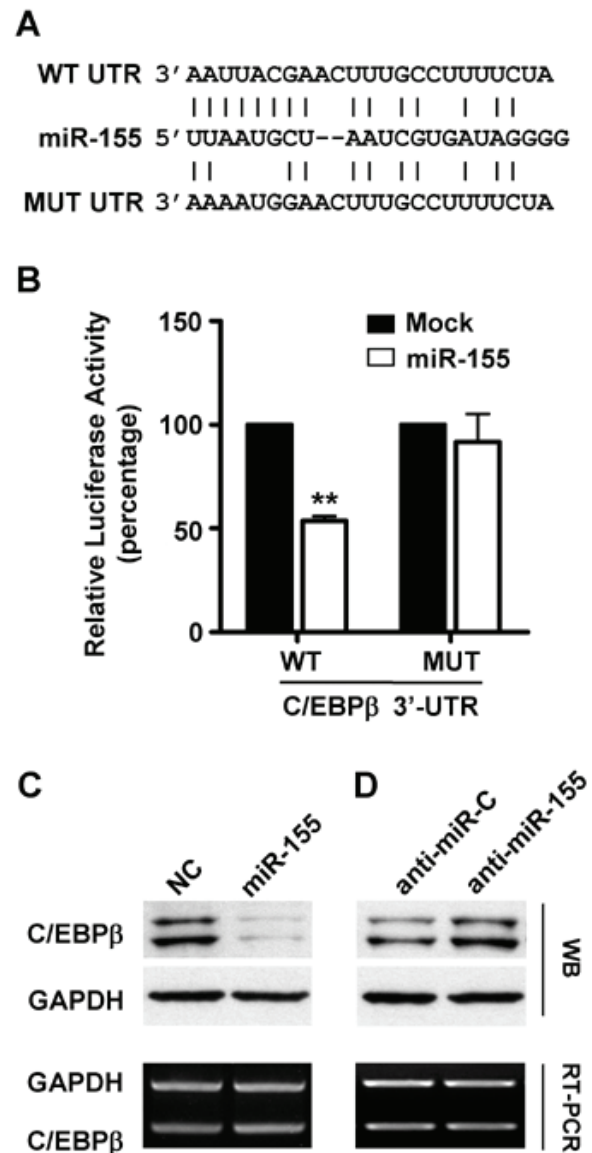 A
WT UTR 3' AAUUACGAACUUUGCCUUUUCUA
miR-155 5' UUAAUGCU--AAUCGUGAUAGGGG
MUT UTR 3' AAAAUGGAACUUUGCCUUUUCUA
B
Relative Luciferase Activity
(percentage)
150
100
50
0
Mock
miR-155
**
WT MUT
C/EBPβ 3'-UTR
C D
NC miR-155 anti-miR-C anti-miR-155
C/EBPβ
GAPDH
WB
GAPDH
C/EBPβ
RT-PCR